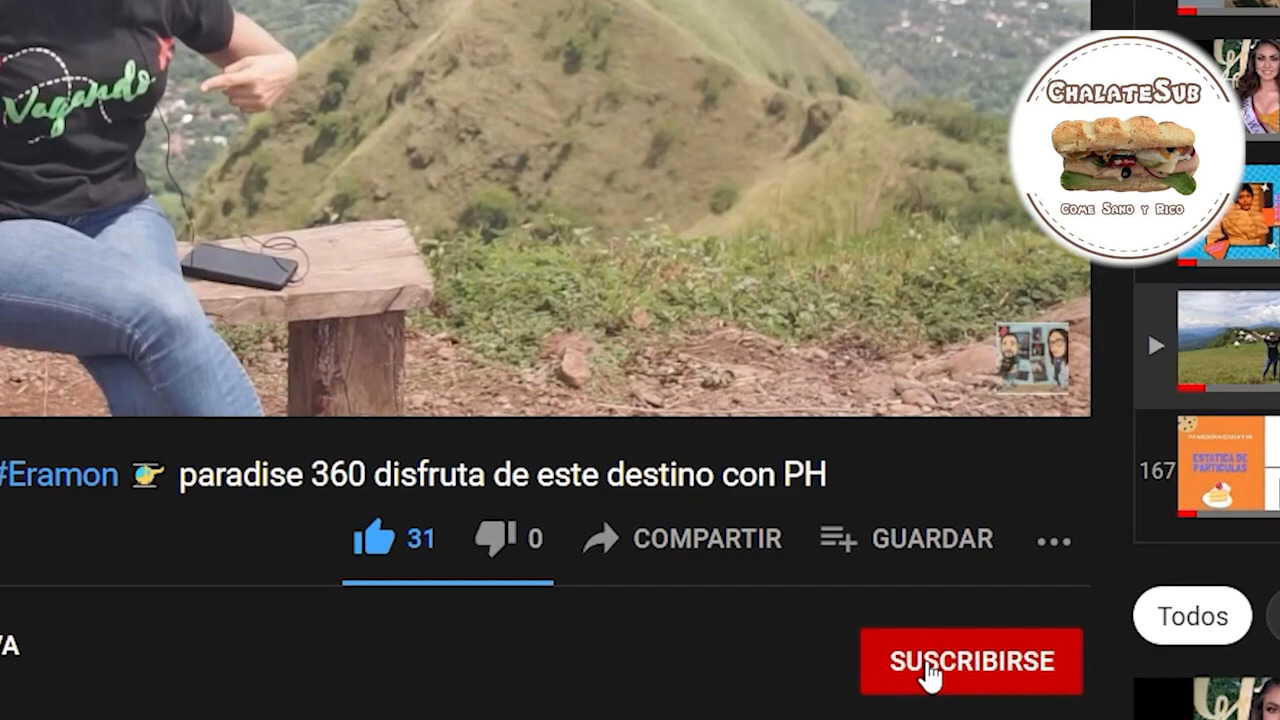 Vagando
ChalateSub
Come Sano y Rico
#Eramon paradise 360 disfruta de este destino con PH
31
0
COMPARTIR
GUARDAR
VA
SUSCRIBIRSE
167
ESTATICA DE
PARTICULAS
Todos